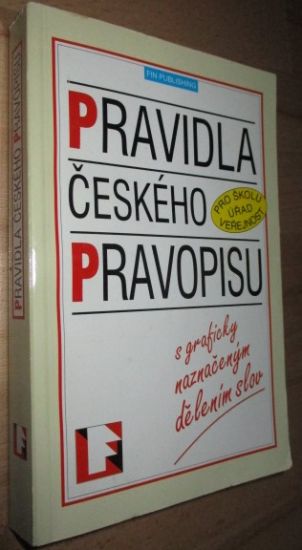 FIN PUBLISHING
PRAVIDLA
ČESKÉHO
PRO ŠKOLU
ÚŘAD
VEŘEJNOST
PRAVOPISU
s graficky
naznačeným
dělením slov
F
PRAVIDLA ČESKÉHO PRAVOPISU
F